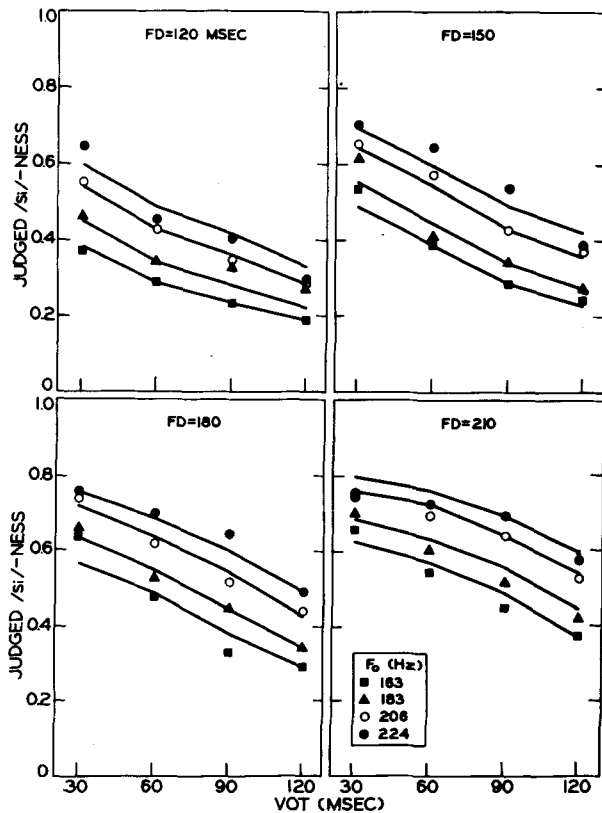 FD=120 MSEC
FD=150
JUDGED /si/-NESS
1.0
0.8
0.6
0.4
0.2
0
FD=180
FD=210
JUDGED /si/-NESS
1.0
0.8
0.6
0.4
0.2
0
F₀ (Hz)
163
183
206
224
30 60 90 120 30 60 90 120
VOT (MSEC)